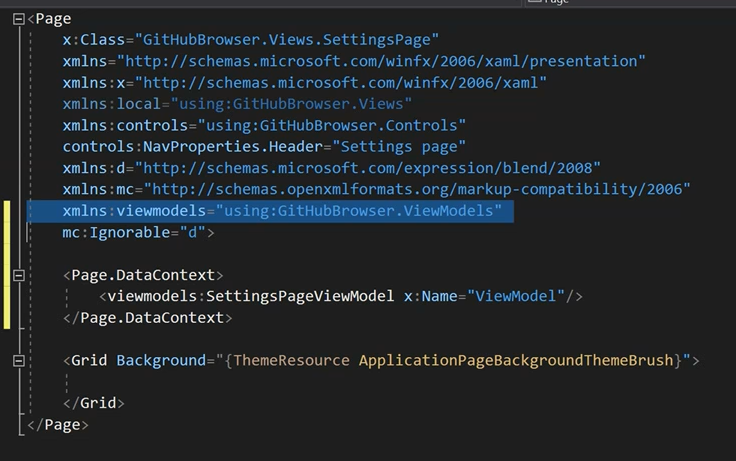 Page
<Page
x:Class="GitHubBrowser.Views.SettingsPage"
xmlns="http://schemas.microsoft.com/winfx/2006/xaml/presentation"
xmlns:x="http://schemas.microsoft.com/winfx/2006/xaml"
xmlns:local="using:GitHubBrowser.Views"
xmlns:controls="using:GitHubBrowser.Controls"
controls:NavProperties.Header="Settings page"
xmlns:d="http://schemas.microsoft.com/expression/blend/2008"
xmlns:mc="http://schemas.openxmlformats.org/markup-compatibility/2006"
xmlns:viewmodels="using:GitHubBrowser.ViewModels"
mc:Ignorable="d">
<Page.DataContext>
<viewmodels:SettingsPageViewModel x:Name="ViewModel"/>
</Page.DataContext>
<Grid Background="{ThemeResource ApplicationPageBackgroundThemeBrush}">
</Grid>
</Page>